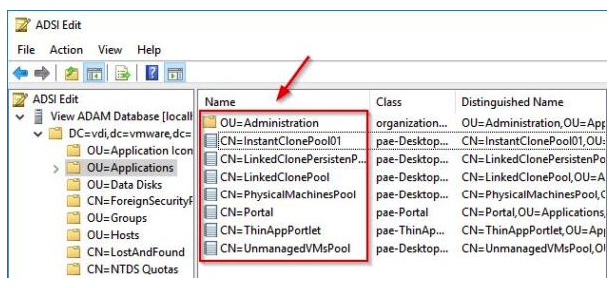 ADSI Edit
File Action View Help
ADSI Edit
View ADAM Database [locall
DC=vdi,dc=vmware,dc=
OU=Application Icon
OU=Applications
OU=Data Disks
CN=ForeignSecurityP
OU=Groups
OU=Hosts
CN=LostAndFound
CN=NTDS Quotas
Name Class Distinguished Name
OU=Administration organization... OU=Administration,OU=App
CN=InstantClonePool01 pae-Desktop... CN=InstantClonePool01,OU=
CN=LinkedClonePersistenP... pae-Desktop... CN=LinkedClonePersistenPo
CN=LinkedClonePool pae-Desktop... CN=LinkedClonePool,OU=A
CN=PhysicalMachinesPool pae-Desktop... CN=PhysicalMachinesPool,O
CN=Portal pae-Portal CN=Portal,OU=Applications,
CN=ThinAppPortlet pae-ThinAp... CN=ThinAppPortlet,OU=App
CN=UnmanagedVMsPool pae-Desktop... CN=UnmanagedVMsPool,OU